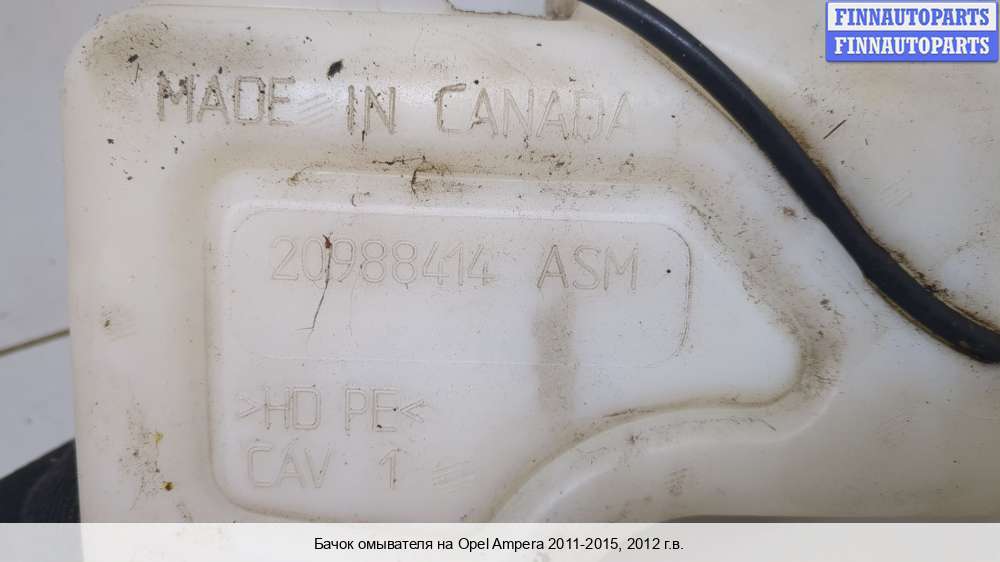 FINNAUTOPARTS
FINNAUTOPARTS
MADE IN CANADA
20988414 ASM
>HD PE<
CAV 1
Бачок омывателя на Opel Ampera 2011-2015, 2012 г.в.